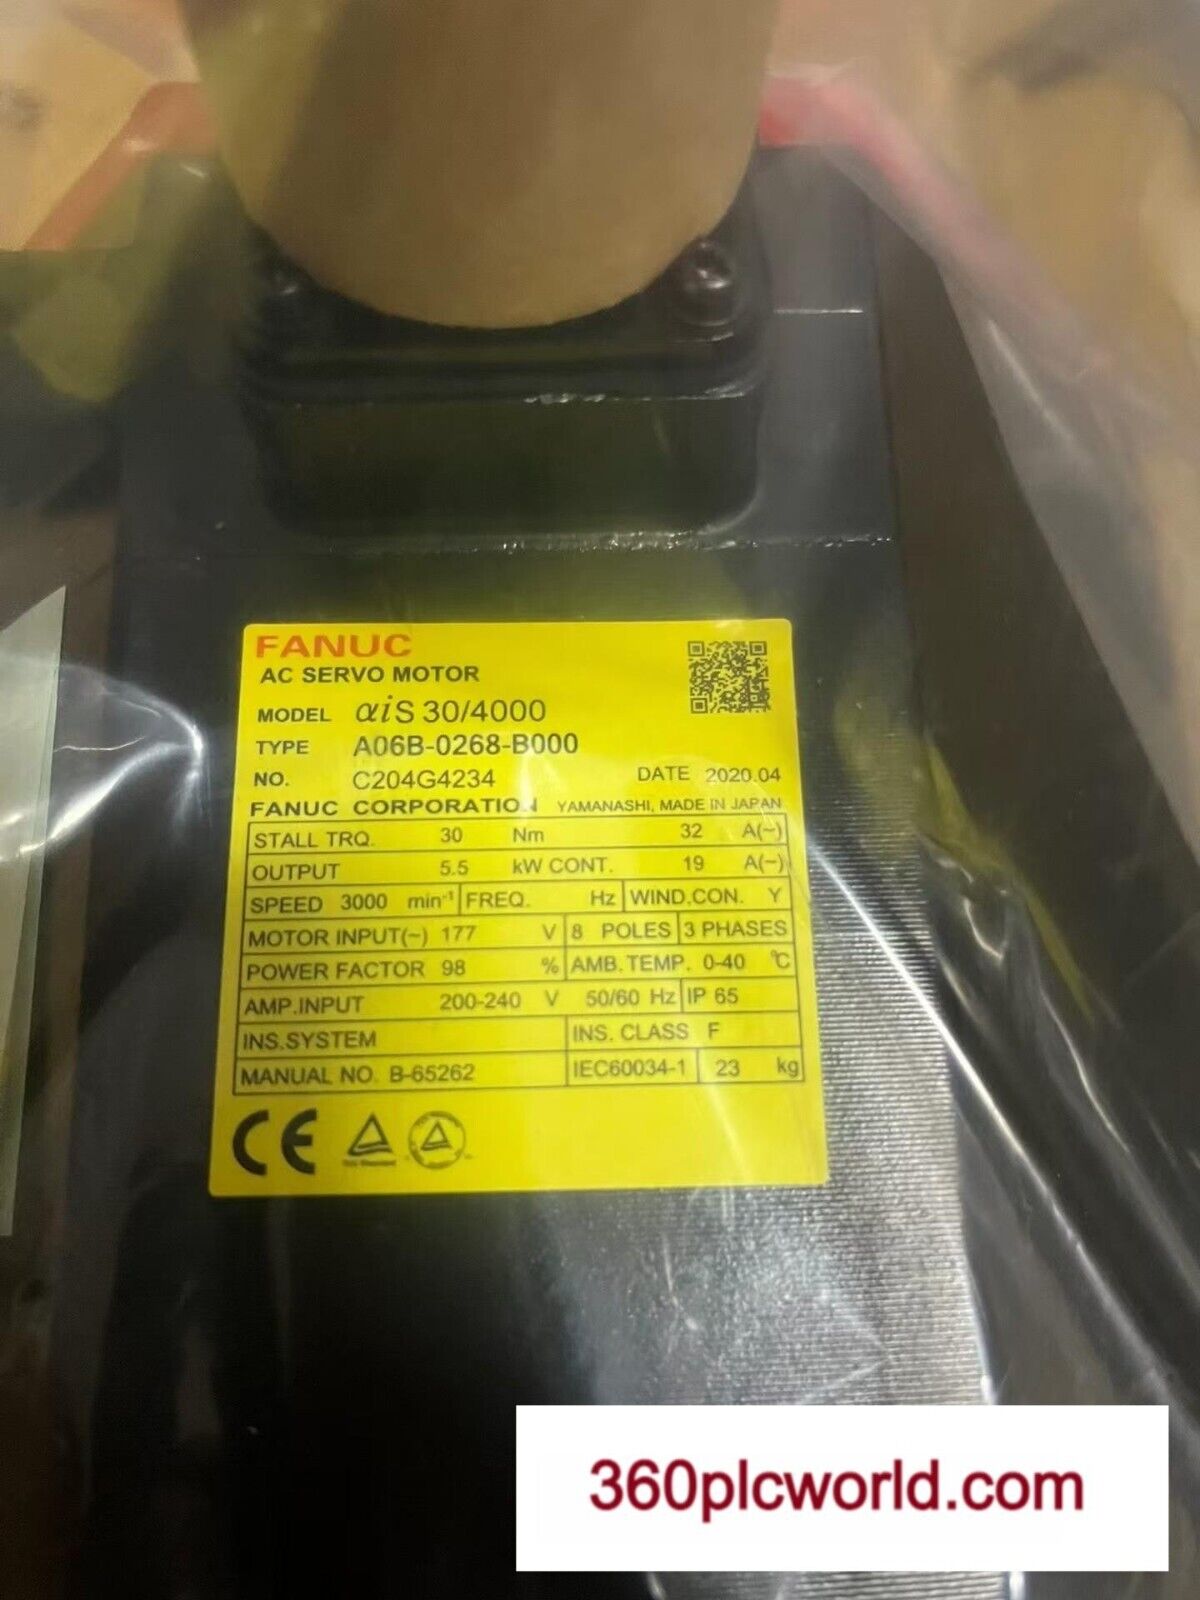 FANUC
AC SERVO MOTOR
MODEL αiS 30/4000
TYPE A06B-0268-B000
NO. C204G4234 DATE 2020.04
FANUC CORPORATION YAMANASHI, MADE IN JAPAN
STALL TRQ. 30 Nm 32 A(~)
OUTPUT 5.5 kW CONT. 19 A(~)
SPEED 3000 min⁻¹ FREQ. Hz WIND.CON. Y
MOTOR INPUT(~) 177 V 8 POLES 3 PHASES
POWER FACTOR 98 % AMB.TEMP. 0-40 ℃
AMP.INPUT 200-240 V 50/60 Hz IP 65
INS.SYSTEM INS. CLASS F
MANUAL NO. B-65262 IEC60034-1 23 kg
CE
360plcworld.com